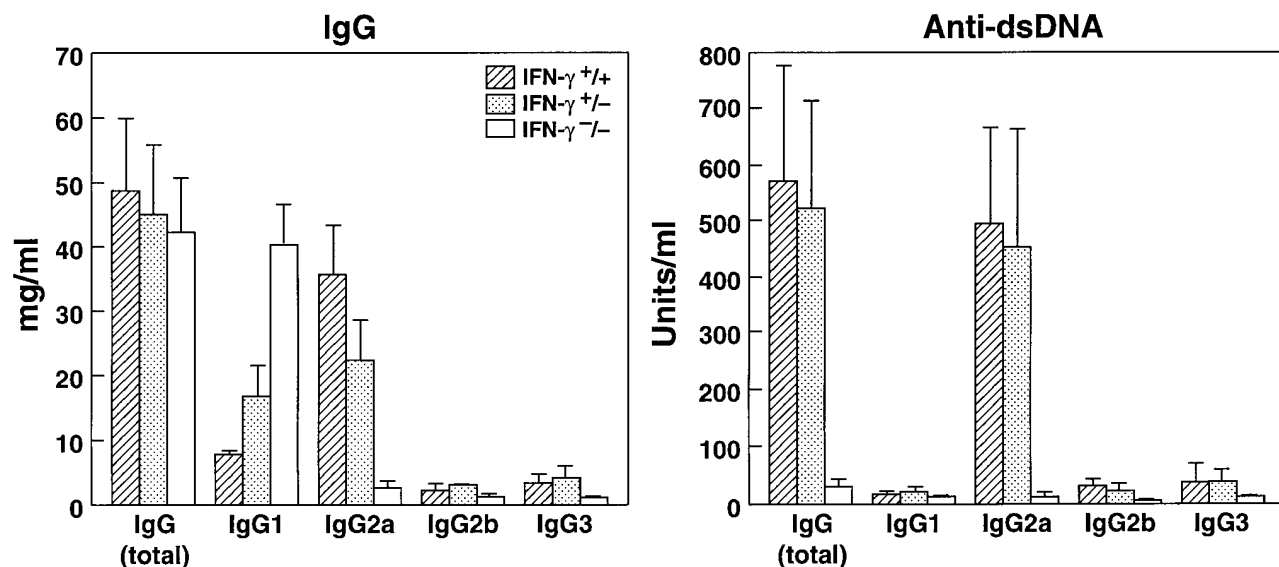 IgG
70
60
50
40
30
20
10
0
mg/ml
IFN-γ +/+
IFN-γ +/−
IFN-γ −/−
IgG
(total)
IgG1
IgG2a
IgG2b
IgG3
Anti-dsDNA
800
700
600
500
400
300
200
100
0
Units/ml
IgG
(total)
IgG1
IgG2a
IgG2b
IgG3